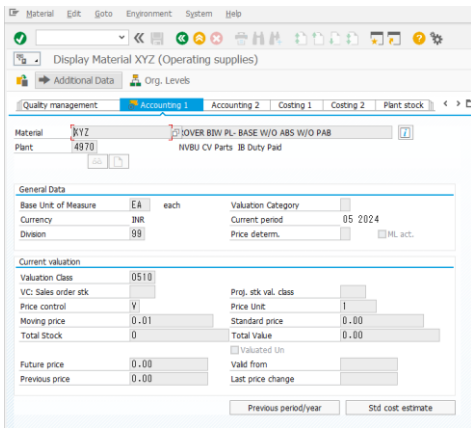 Material Edit Goto Environment System Help
Display Material XYZ (Operating supplies)
Additional Data Org. Levels
Quality management Accounting 1 Accounting 2 Costing 1 Costing 2 Plant stock
Material XYZ ROVER BIW PL- BASE W/O ABS W/O PAB
Plant 4970 NVBU CV Parts IB Duty Paid
General Data
Base Unit of Measure EA each Valuation Category
Currency INR Current period 05 2024
Division 99 Price determ. ML act.
Current valuation
Valuation Class 0510
VC: Sales order stk Proj. stk val. class
Price control V Price Unit 1
Moving price 0.01 Standard price 0.00
Total Stock 0 Total Value 0.00
Valuated Un
Future price 0.00 Valid from
Previous price 0.00 Last price change
Previous period/year Std cost estimate